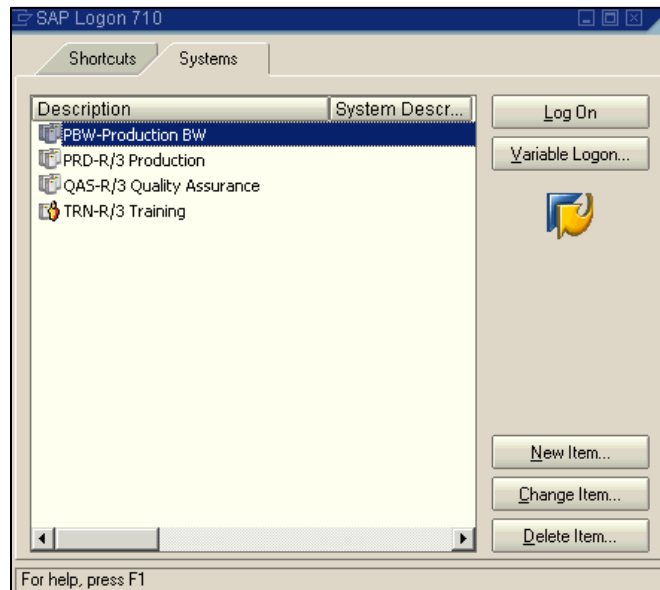 SAP Logon 710
Shortcuts Systems
Description System Descr...
PBW-Production BW
PRD-R/3 Production
QAS-R/3 Quality Assurance
TRN-R/3 Training
Log On
Variable Logon...
New Item...
Change Item...
Delete Item...
For help, press F1